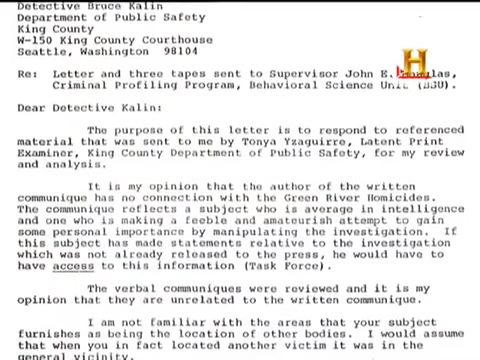 Detective Bruce Kalin
Department of Public Safety
King County
W-150 King County Courthouse
Seattle, Washington 98104
H
Re: Letter and three tapes sent to Supervisor John E. Douglas,
Criminal Profiling Program, Behavioral Science Unit (BSU).
Dear Detective Kalin:
The purpose of this letter is to respond to referenced
material that was sent to me by Tonya Yzaguirre, Latent Print
Examiner, King County Department of Public Safety, for my review
and analysis.
It is my opinion that the author of the written
communique has no connection with the Green River Homicides.
The communique reflects a subject who is average in intelligence
and one who is making a feeble and amateurish attempt to gain
some personal importance by manipulating the investigation. If
this subject has made statements relative to the investigation
which was not already released to the press, he would have to
have access to this information (Task Force).
The verbal communiques were reviewed and it is my
opinion that they are unrelated to the written communique.
I am not familiar with the areas that your subject
furnishes as being the location of other bodies. I would assume
that when you in fact located another victim it was in the
general vicinity.